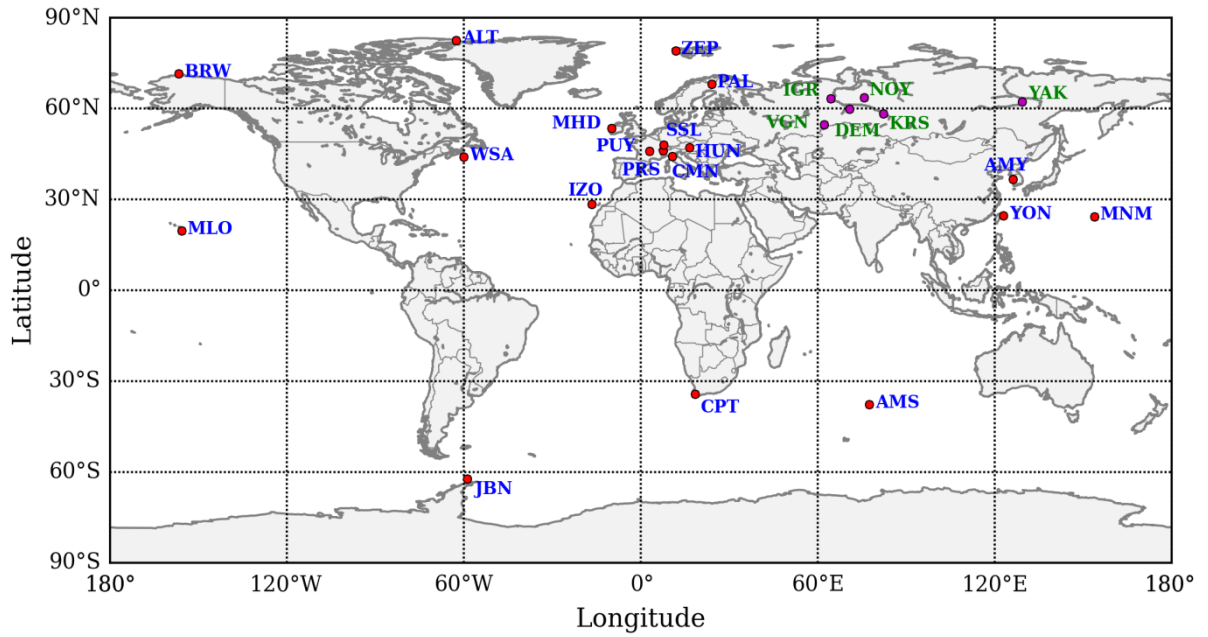 90°N
ALT
ZEP
BRW
PAL
IGR
NOY
YAK
60°N
MHD
VGN
DEM
KRS
SSL
PUY
HUN
WSA
PRS
CMN
AMY
IZO
30°N
YON
MNM
MLO
Latitude
0°
30°S
CPT
AMS
60°S
JBN
90°S
180° 120°W 60°W 0° 60°E 120°E 180°
Longitude